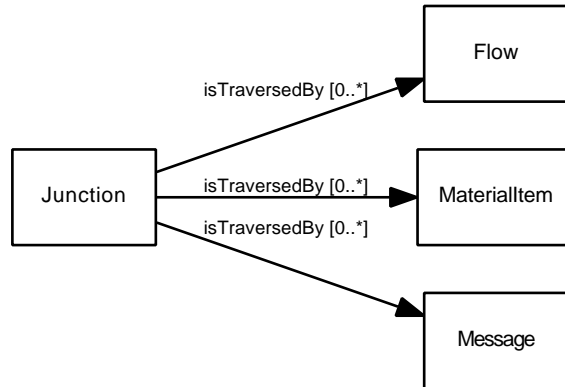 Flow
isTraversedBy [0..*]
Junction
isTraversedBy [0..*]
MaterialItem
isTraversedBy [0..*]
Message